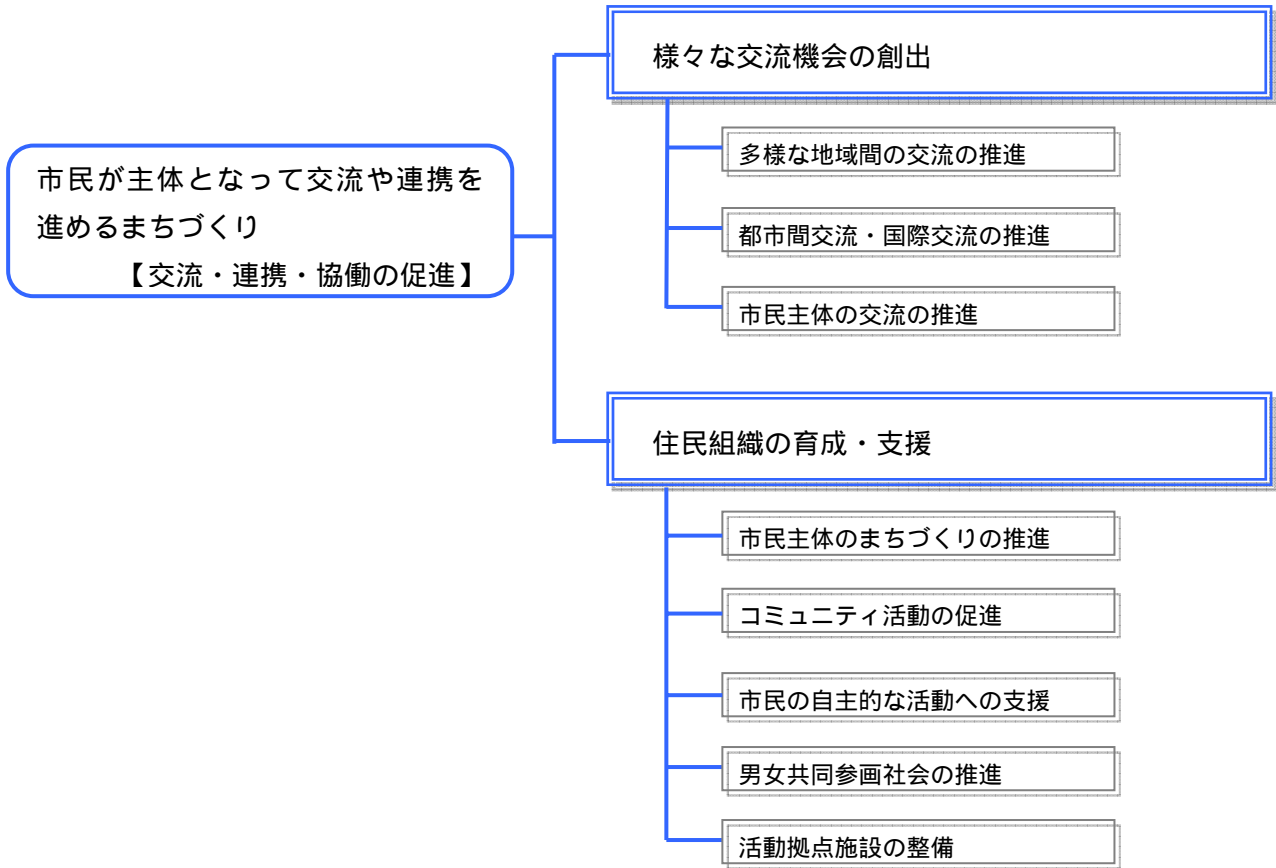 市民が主体となって交流や連携を
進めるまちづくり
【交流・連携・協働の促進】
様々な交流機会の創出
多様な地域間の交流の推進
都市間交流・国際交流の推進
市民主体の交流の推進
住民組織の育成・支援
市民主体のまちづくりの推進
コミュニティ活動の促進
市民の自主的な活動への支援
男女共同参画社会の推進
活動拠点施設の整備